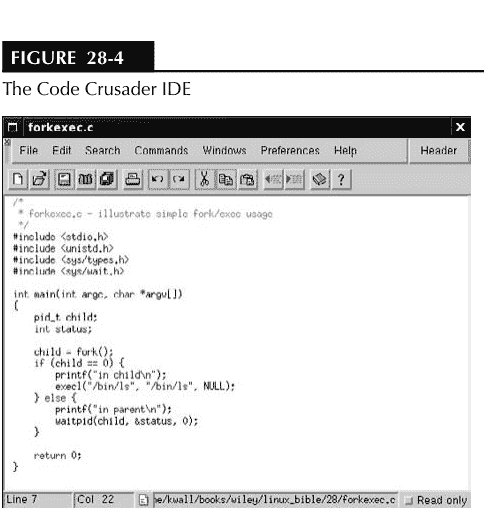 FIGURE 28-4
The Code Crusader IDE
forkexec.c
File Edit Search Commands Windows Preferences Help Header
/*
* forkexec.c - illustrate simple fork/exec usage
*/
#include <stdio.h>
#include <unistd.h>
#include <sys/types.h>
#include <sys/wait.h>
int main(int argc, char *argv[])
{
pid_t child;
int status;
child = fork();
if (child == 0) {
printf("in child\n");
execl("/bin/ls", "/bin/ls", NULL);
} else {
printf("in parent\n");
waitpid(child, &status, 0);
}
return 0;
}
Line 7 Col 22 ne/kwall/books/wiley/linux_bible/28/forkexec.c Read only